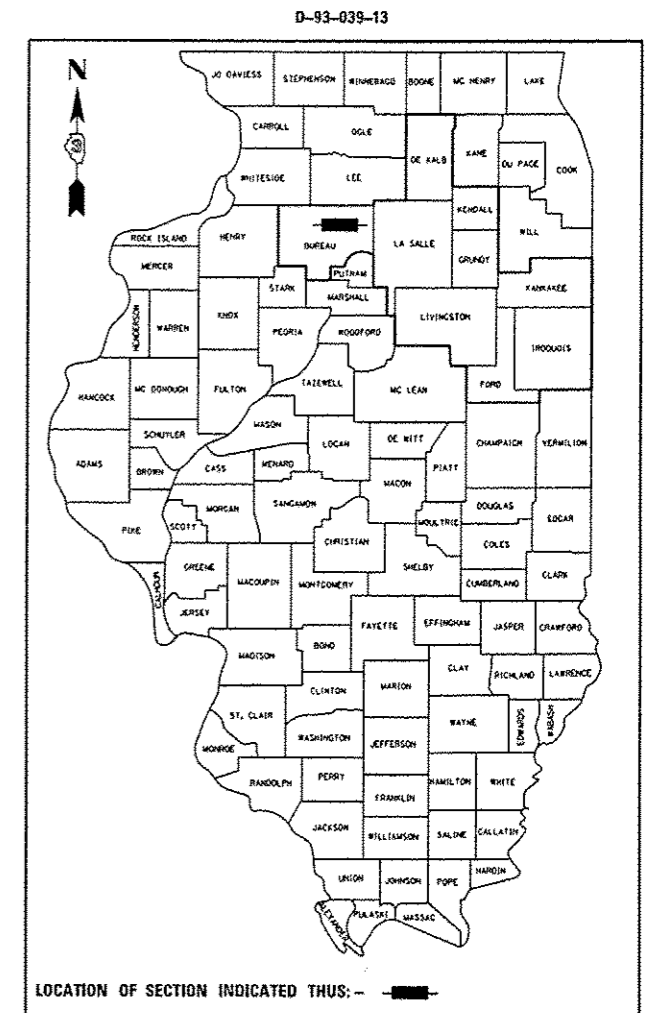 D-93-039-13
N
JO DAVIESS STEPHENSON WINNEBAGO BOONE MC HENRY LAKE
CARROLL OGLE
DE KALB KANE DU PAGE COOK
WHITESIDE LEE
KENDALL WILL
ROCK ISLAND HENRY BUREAU LA SALLE GRUNDY
MERCER PUTNAM
STARK MARSHALL KANKAKEE
HENDERSON WARREN KNOX PEORIA WOODFORD LIVINGSTON IROQUOIS
HANCOCK MC DONOUGH FULTON TAZEWELL MC LEAN FORD
SCHUYLER MASON LOGAN DE WITT CHAMPAIGN VERMILION
ADAMS BROWN CASS MENARD MACON PIATT
PIKE SCOTT MORGAN SANGAMON CHRISTIAN MOULTRIE DOUGLAS EDGAR
COLES
CALHOUN GREENE MACOUPIN MONTGOMERY SHELBY CUMBERLAND CLARK
JERSEY FAYETTE EFFINGHAM JASPER CRAWFORD
MADISON BOND
CLAY RICHLAND LAWRENCE
CLINTON MARION
ST. CLAIR WAYNE EDWARDS WABASH
MONROE WASHINGTON JEFFERSON
RANDOLPH PERRY HAMILTON WHITE
FRANKLIN
JACKSON WILLIAMSON SALINE GALLATIN
UNION JOHNSON POPE HARDIN
ALEXANDER PULASKI MASSAC
LOCATION OF SECTION INDICATED THUS: -